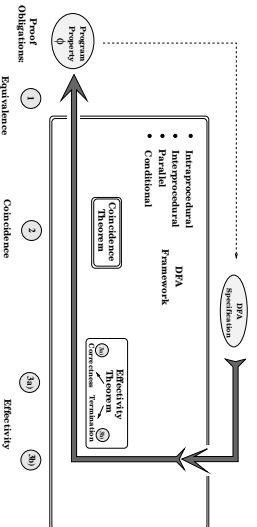 Program
Property
ϕ
DFA
Specification
Intraprocedural
Interprocedural
Parallel
Conditional
DFA
Framework
Coincidence
Theorem
Effectivity
Theorem
3a)
3b)
Correctness Termination
Proof
Obligations:
1
2
3a)
3b)
Equivalence
Coincidence
Effectivity